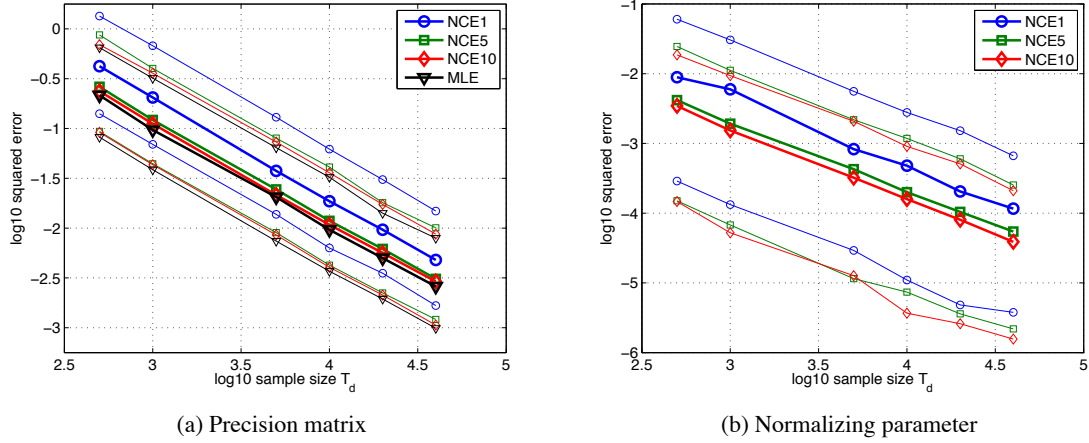 0
−0.5
−1
−1.5
−2
−2.5
−3
log10 squared error
2.5 3 3.5 4 4.5 5
log10 sample size T_d
NCE1
NCE5
NCE10
MLE
(a) Precision matrix
−1
−2
−3
−4
−5
−6
log10 squared error
2.5 3 3.5 4 4.5 5
log10 sample size T_d
NCE1
NCE5
NCE10
(b) Normalizing parameter